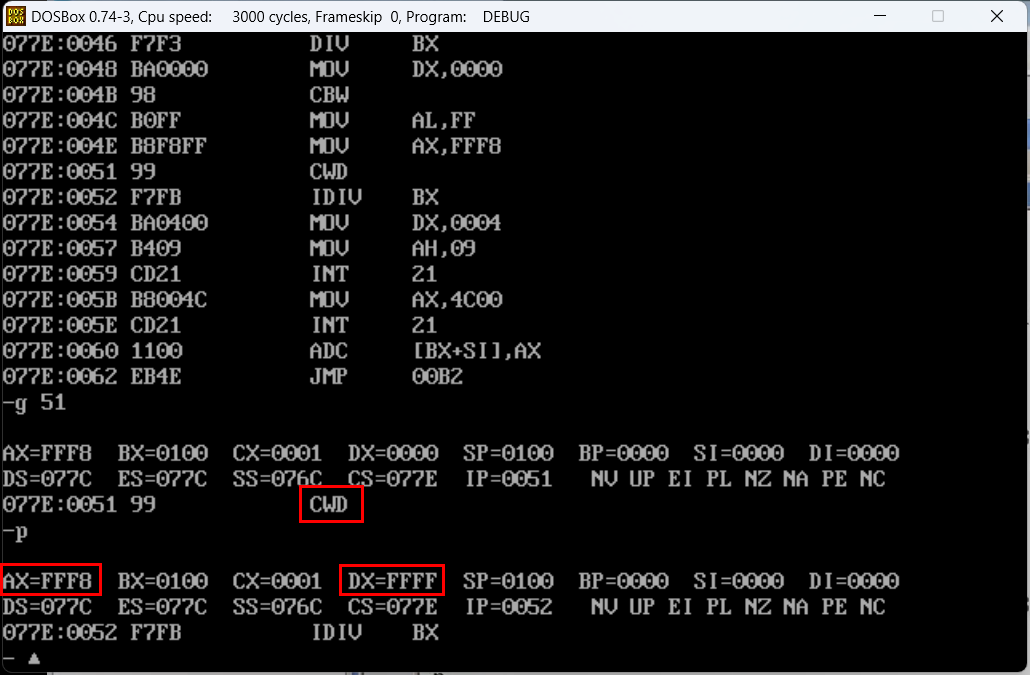 DOSBox 0.74-3, Cpu speed: 3000 cycles, Frameskip 0, Program: DEBUG
077E:0046 F7F3 DIV BX
077E:0048 BA0000 MOV DX,0000
077E:004B 98 CBW
077E:004C B0FF MOV AL,FF
077E:004E B8F8FF MOV AX,FFF8
077E:0051 99 CWD
077E:0052 F7FB IDIV BX
077E:0054 BA0400 MOV DX,0004
077E:0057 B409 MOV AH,09
077E:0059 CD21 INT 21
077E:005B B8004C MOV AX,4C00
077E:005E CD21 INT 21
077E:0060 1100 ADC [BX+SI],AX
077E:0062 EB4E JMP 00B2
-g 51
AX=FFF8 BX=0100 CX=0001 DX=0000 SP=0100 BP=0000 SI=0000 DI=0000
DS=077C ES=077C SS=076C CS=077E IP=0051 NV UP EI PL NZ NA PE NC
077E:0051 99 CWD
-p
AX=FFF8 BX=0100 CX=0001 DX=FFFF SP=0100 BP=0000 SI=0000 DI=0000
DS=077C ES=077C SS=076C CS=077E IP=0052 NV UP EI PL NZ NA PE NC
077E:0052 F7FB IDIV BX
-